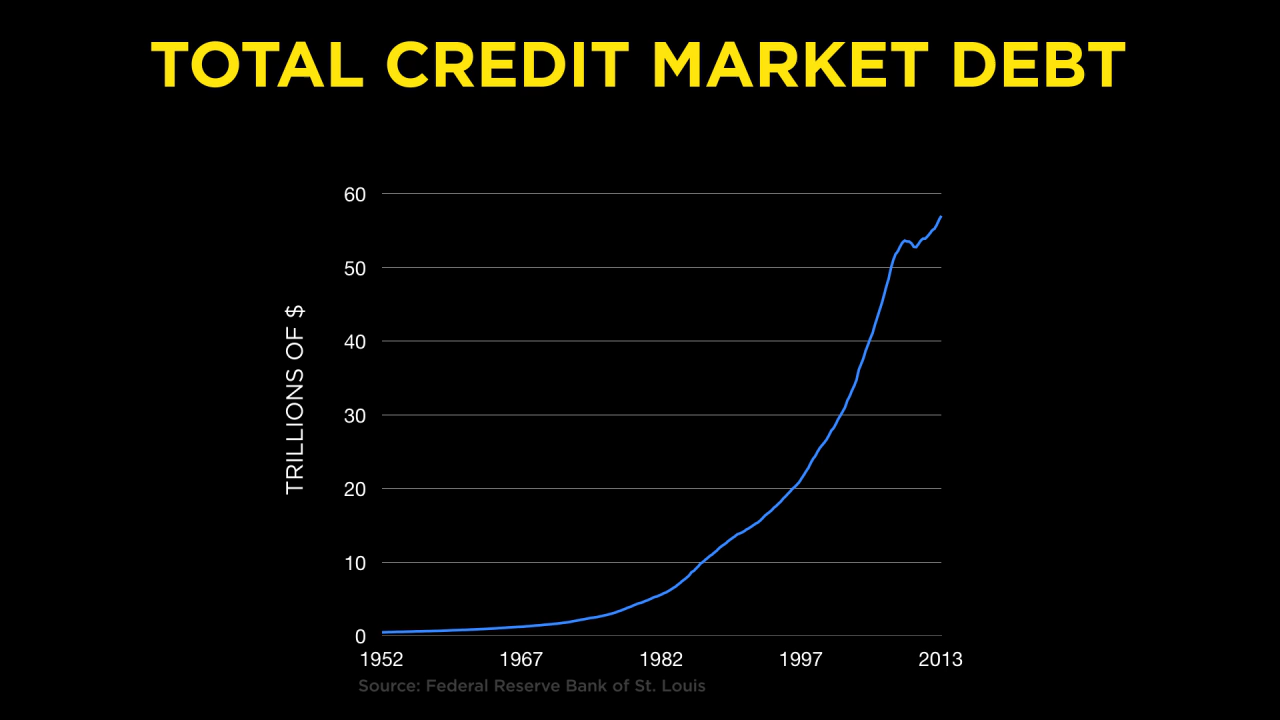 TOTAL CREDIT MARKET DEBT
60
50
40
30
20
10
0
TRILLIONS OF $
1952 1967 1982 1997 2013
Source: Federal Reserve Bank of St. Louis